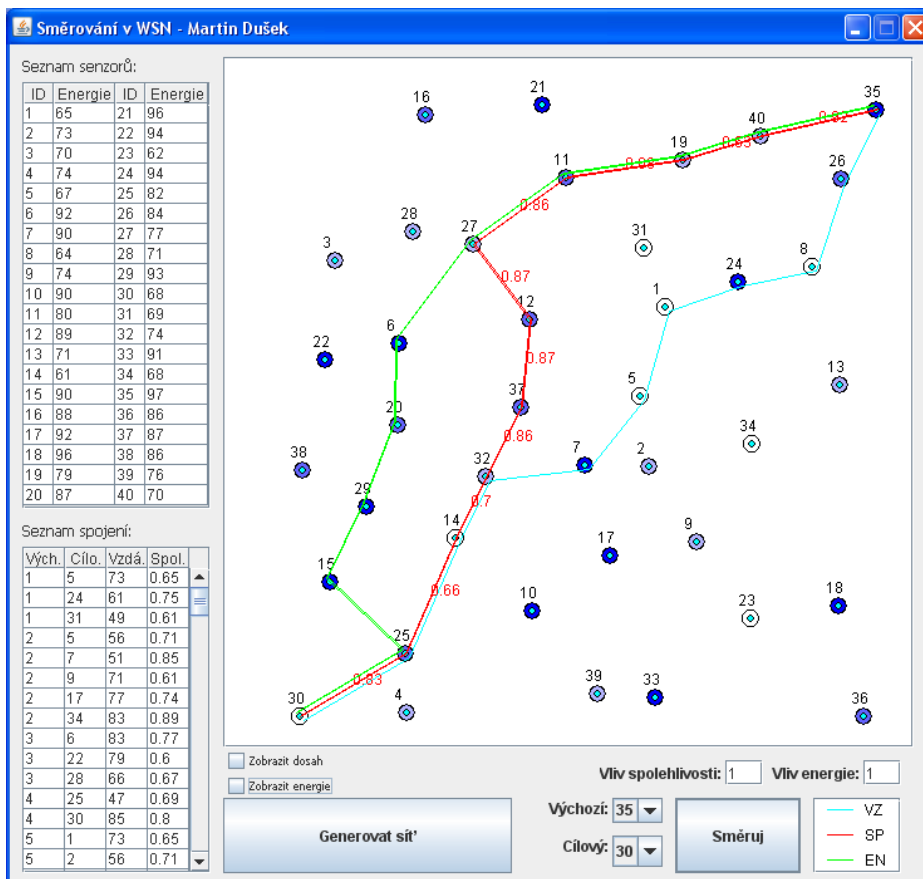 Směrování v WSN - Martin Dušek
Seznam senzorů:
ID Energie ID Energie
1 65 21 96
2 73 22 94
3 70 23 62
4 74 24 94
5 67 25 82
6 92 26 84
7 90 27 77
8 64 28 71
9 74 29 93
10 90 30 68
11 80 31 69
12 89 32 74
13 71 33 91
14 61 34 68
15 90 35 97
16 88 36 86
17 92 37 87
18 96 38 86
19 79 39 76
20 87 40 70
Seznam spojení:
Vých. Cílo. Vzdá. Spol.
1 5 73 0.65
1 24 61 0.75
1 31 49 0.61
2 5 56 0.71
2 7 51 0.85
2 9 71 0.61
2 17 77 0.74
2 34 83 0.89
3 6 83 0.77
3 22 79 0.6
3 28 66 0.67
4 25 47 0.69
4 30 85 0.8
5 1 73 0.65
5 2 56 0.71
21
35
16
40
0.82
19
26
11
0.86
28
27
31
3
8
0.87
24
12
1
6
22
0.87
13
5
37
20
0.86
34
38
32
7
2
29
0.7
14
9
17
15
0.66
10
18
23
25
0.83
39
33
30
4
36
Zobrazit dosah
Zobrazit energie
Vliv spolehlivosti: 1 Vliv energie: 1
Generovat síť
Výchozí: 35
Cílový: 30
Směruj
VZ
SP
EN